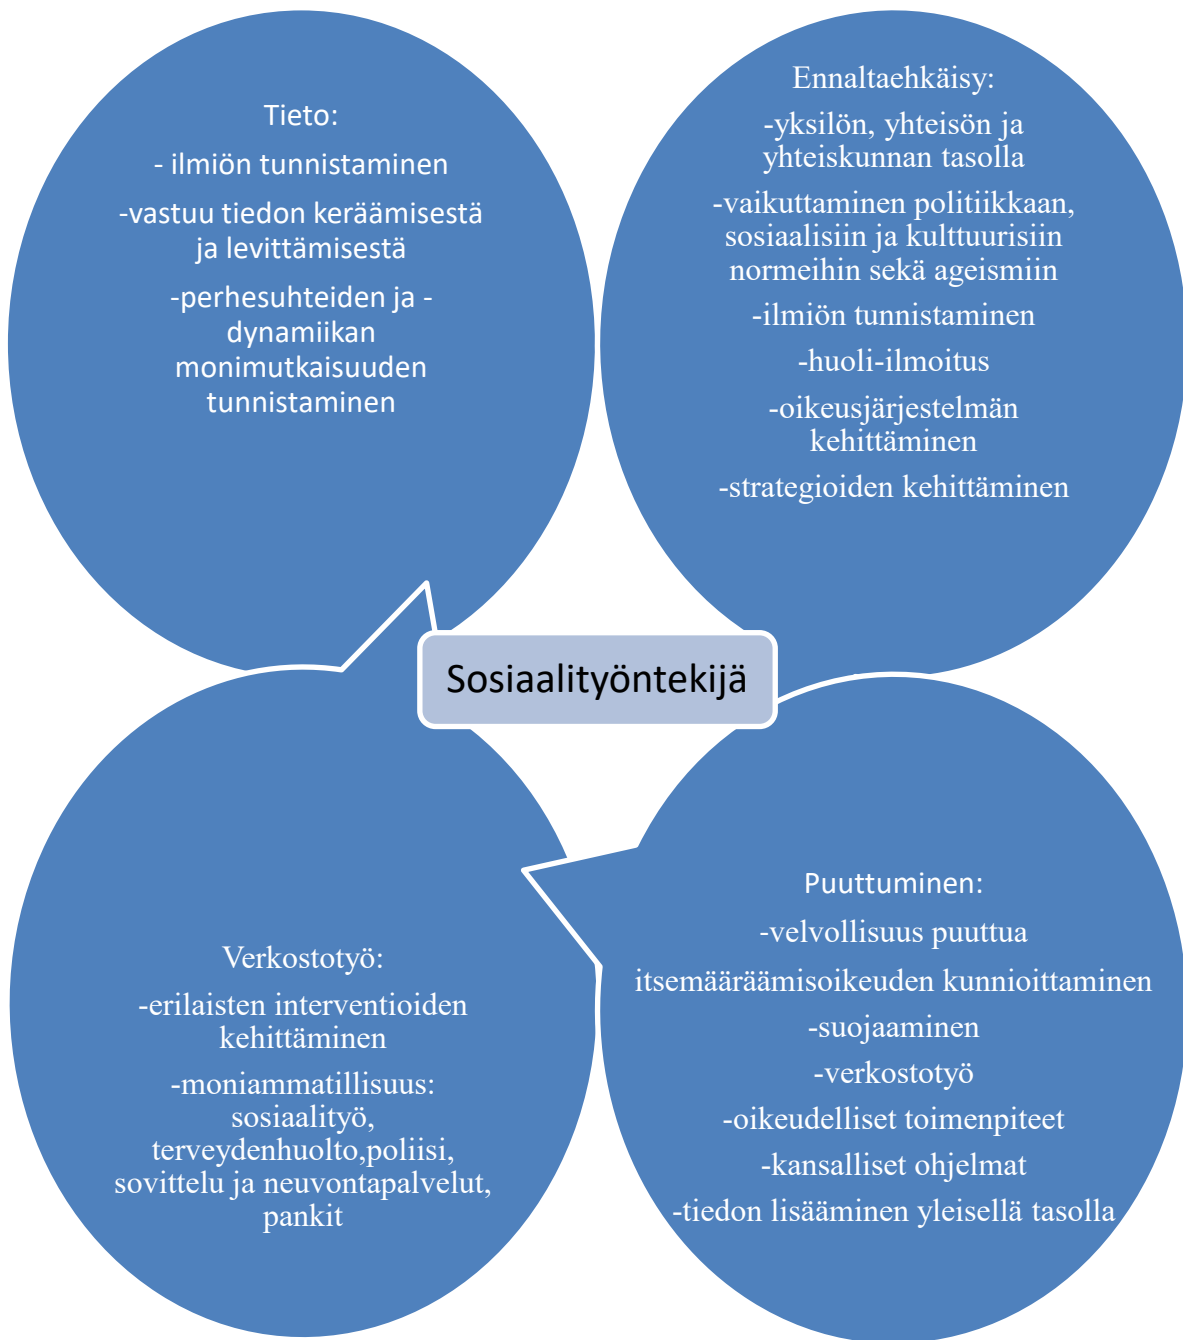 Tieto:
- ilmiön tunnistaminen
-vastuu tiedon keräämisestä
ja levittämisestä
-perhesuhteiden ja -
dynamiikan
monimutkaisuuden
tunnistaminen
Ennaltaehkäisy:
-yksilön, yhteisön ja
yhteiskunnan tasolla
-vaikuttaminen politiikkaan,
sosiaalisiin ja kulttuurisiin
normeihin sekä ageismiin
-ilmiön tunnistaminen
-huoli-ilmoitus
-oikeusjärjestelmän
kehittäminen
-strategioiden kehittäminen
Sosiaalityöntekijä
Verkostotyö:
-erilaisten interventioiden
kehittäminen
-moniammatillisuus:
sosiaalityö,
terveydenhuolto,poliisi,
sovittelu ja neuvontapalvelut,
pankit
Puuttuminen:
-velvollisuus puuttua
itsemääräämisoikeuden kunnioittaminen
-suojaaminen
-verkostotyö
-oikeudelliset toimenpiteet
-kansalliset ohjelmat
-tiedon lisääminen yleisellä tasolla